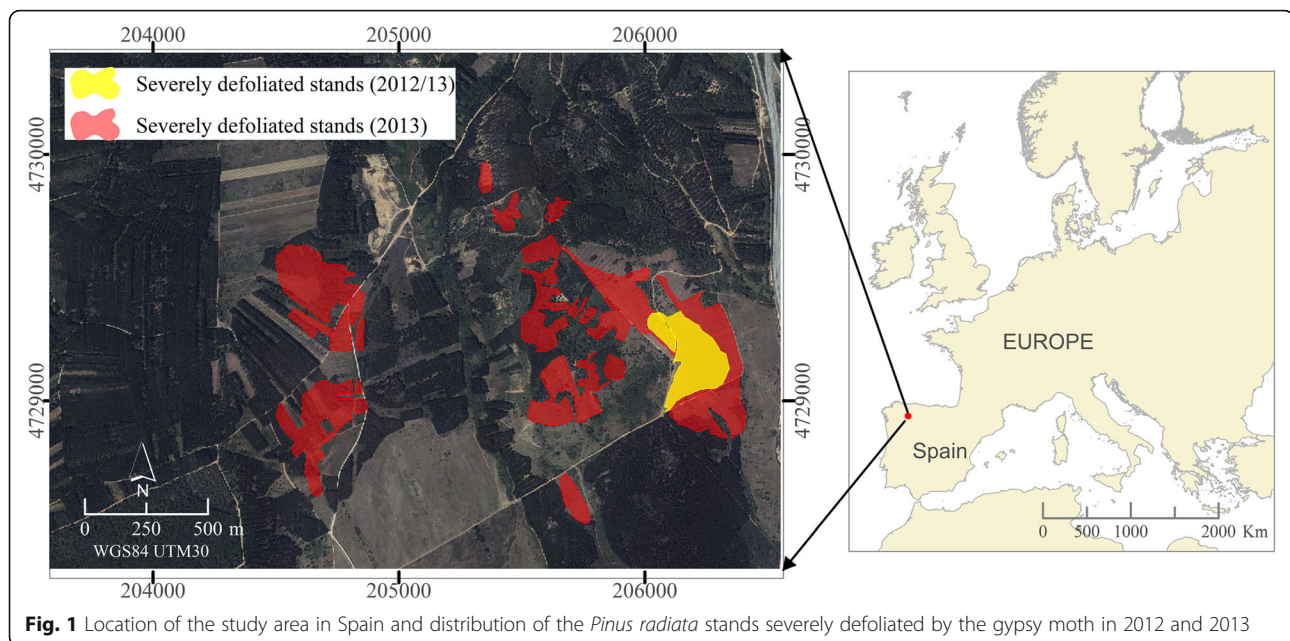 204000 205000 206000
Severely defoliated stands (2012/13)
Severely defoliated stands (2013)
4730000
4730000
4729000
4729000
N
0 250 500 m
WGS84 UTM30
204000 205000 206000
EUROPE
Spain
0 500 1000 2000 Km
Fig. 1 Location of the study area in Spain and distribution of the Pinus radiata stands severely defoliated by the gypsy moth in 2012 and 2013